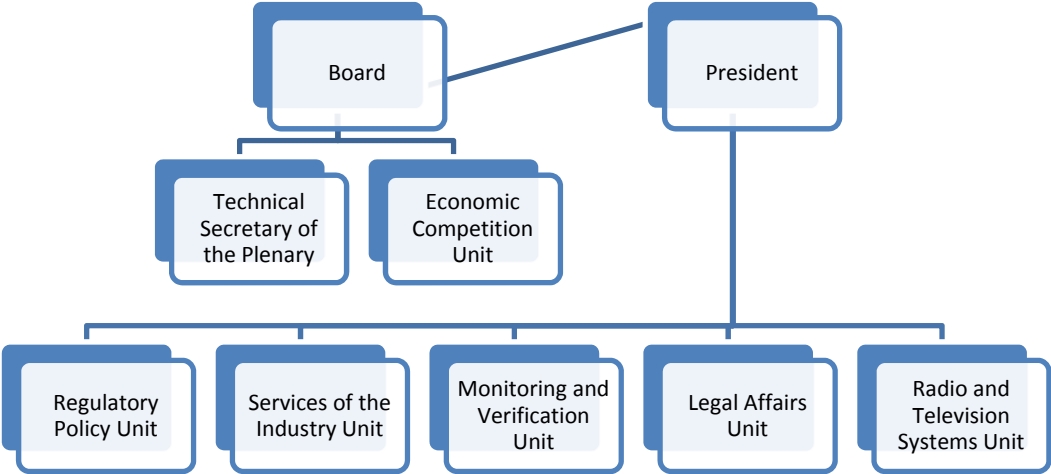 Board
President
Technical
Secretary of
the Plenary
Economic
Competition
Unit
Regulatory
Policy Unit
Services of the
Industry Unit
Monitoring and
Verification
Unit
Legal Affairs
Unit
Radio and
Television
Systems Unit